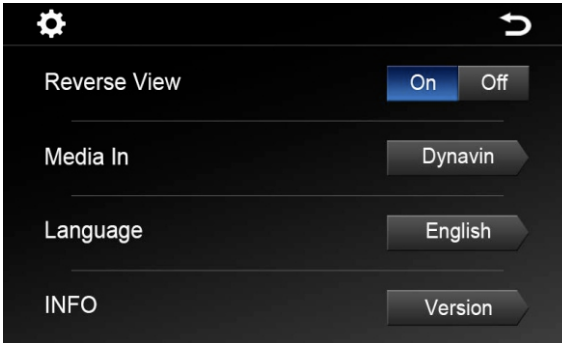 Reverse View On Off
Media In Dynavin
Language English
INFO Version